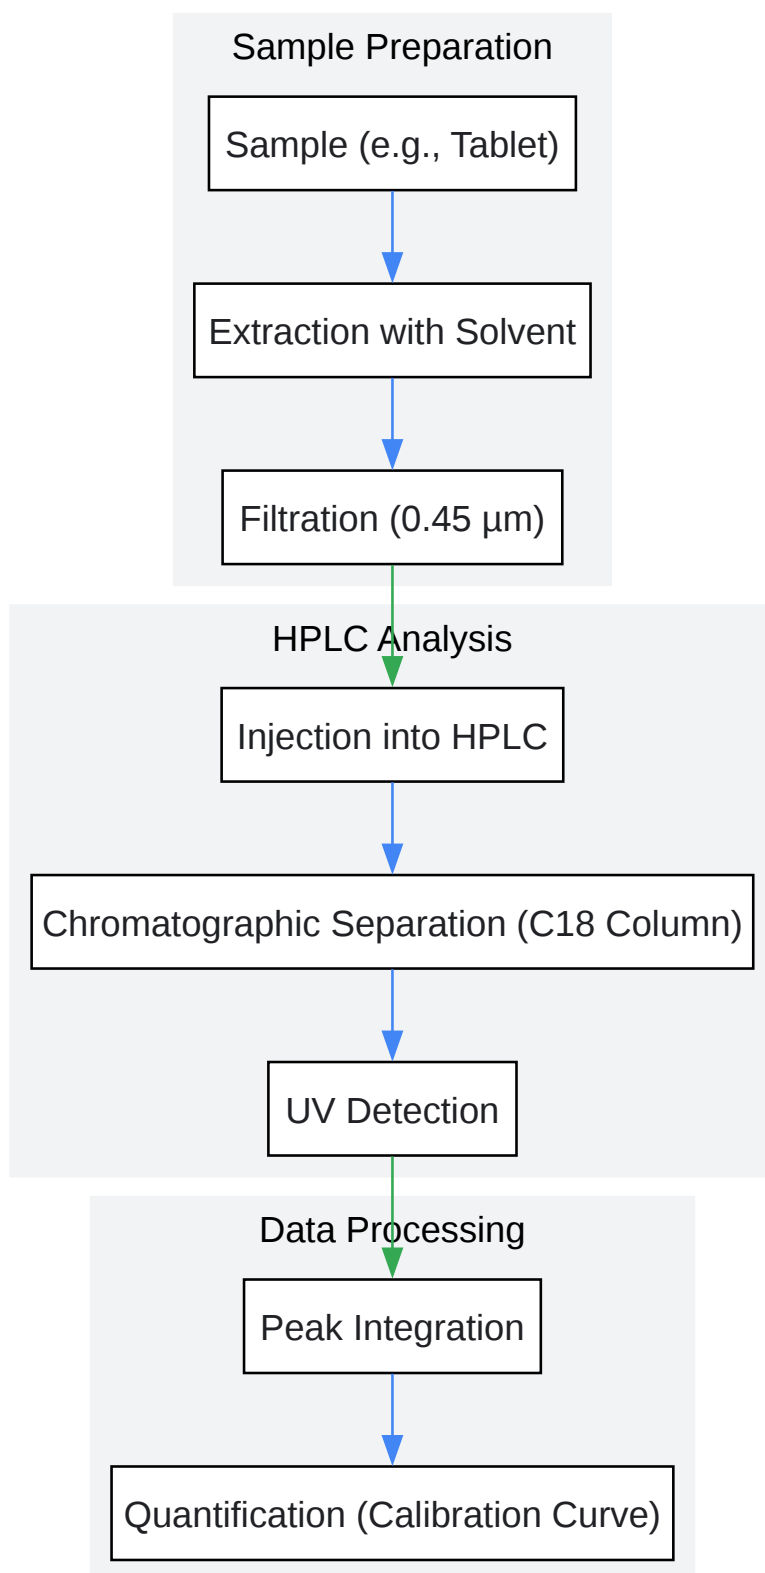 Sample Preparation
Sample (e.g., Tablet)
Extraction with Solvent
Filtration (0.45 µm)
HPLC Analysis
Injection into HPLC
Chromatographic Separation (C18 Column)
UV Detection
Data Processing
Peak Integration
Quantification (Calibration Curve)